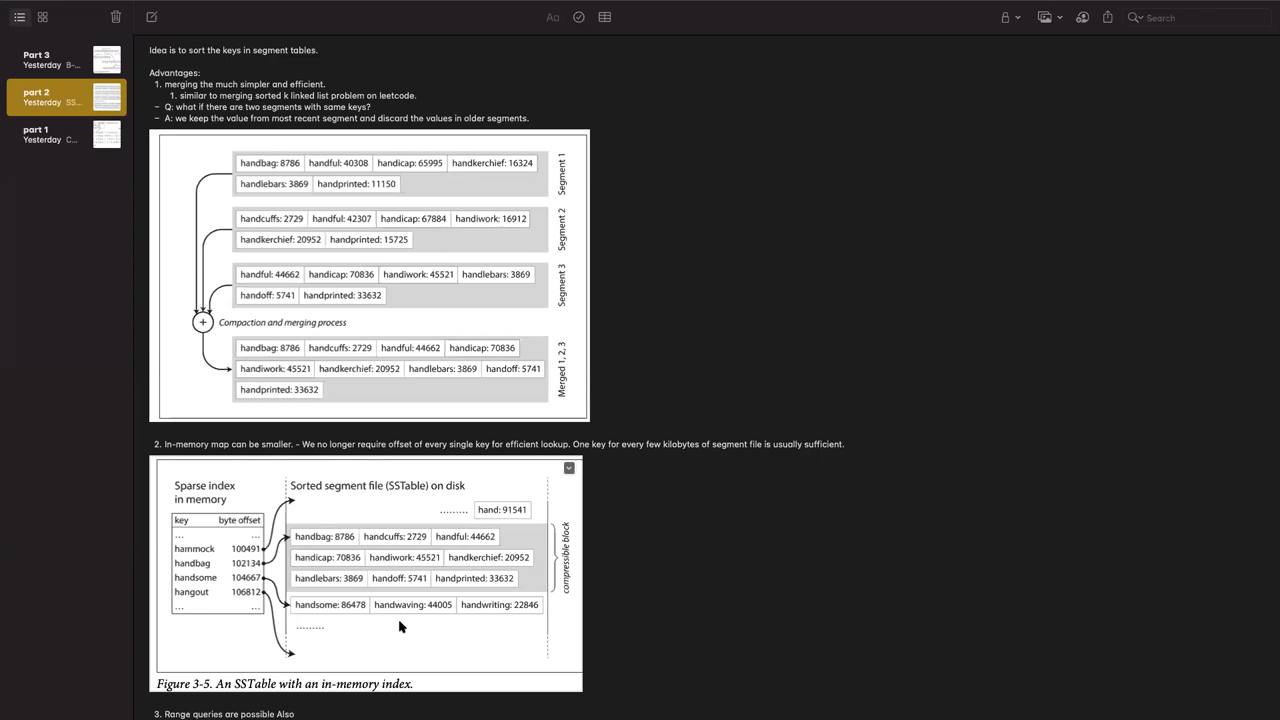 Aa
Search
Part 3
Yesterday B-...
part 2
Yesterday SS...
part 1
Yesterday C...
Idea is to sort the keys in segment tables.
Advantages:
1. merging the much simpler and efficient.
1. similar to merging sorted k linked list problem on leetcode.
– Q: what if there are two segments with same keys?
– A: we keep the value from most recent segment and discard the values in older segments.
handbag: 8786 handful: 40308 handicap: 65995 handkerchief: 16324
handlebars: 3869 handprinted: 11150
Segment 1
handcuffs: 2729 handful: 42307 handicap: 67884 handiwork: 16912
handkerchief: 20952 handprinted: 15725
Segment 2
handful: 44662 handicap: 70836 handiwork: 45521 handlebars: 3869
handoff: 5741 handprinted: 33632
Segment 3
+ Compaction and merging process
handbag: 8786 handcuffs: 2729 handful: 44662 handicap: 70836
handiwork: 45521 handkerchief: 20952 handlebars: 3869 handoff: 5741
handprinted: 33632
Merged 1, 2, 3
2. In-memory map can be smaller. - We no longer require offset of every single key for efficient lookup. One key for every few kilobytes of segment file is usually sufficient.
Sparse index
in memory
key byte offset
... ...
hammock 100491
handbag 102134
handsome 104667
hangout 106812
... ...
Sorted segment file (SSTable) on disk
......... hand: 91541
handbag: 8786 handcuffs: 2729 handful: 44662
handicap: 70836 handiwork: 45521 handkerchief: 20952
handlebars: 3869 handoff: 5741 handprinted: 33632
compressible block
handsome: 86478 handwaving: 44005 handwriting: 22846
.........
Figure 3-5. An SSTable with an in-memory index.
3. Range queries are possible Also